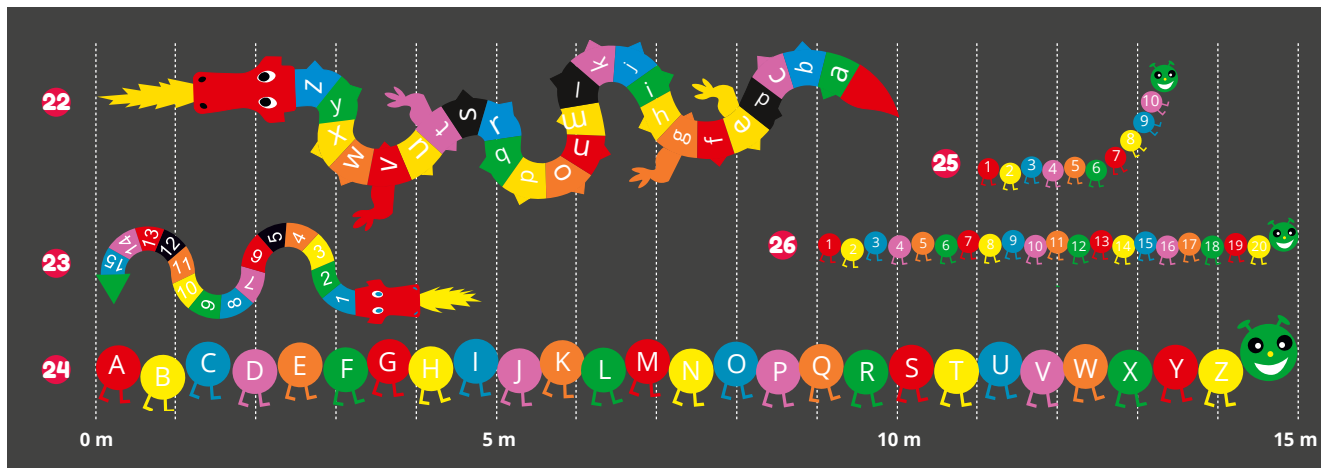 22
z y x w v u t s r q p o n m l k j i h g f e d c b a
25
1 2 3 4 5 6 7 8 9 10
23
15 14 13 12 11 10 9 8 7 6 5 4 3 2 1
26
1 2 3 4 5 6 7 8 9 10 11 12 13 14 15 16 17 18 19 20
24
A B C D E F G H I J K L M N O P Q R S T U V W X Y Z
0 m 5 m 10 m 15 m